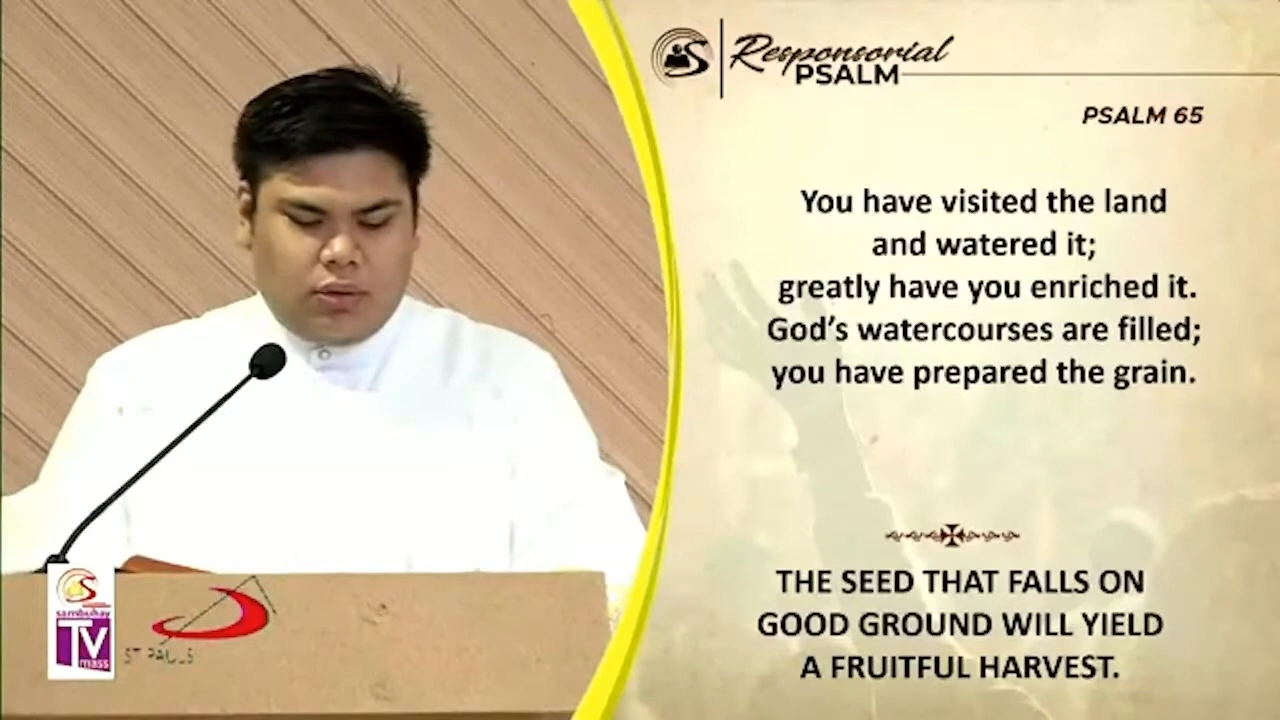 Responsorial
PSALM
PSALM 65
You have visited the land
and watered it;
greatly have you enriched it.
God's watercourses are filled;
you have prepared the grain.
THE SEED THAT FALLS ON
GOOD GROUND WILL YIELD
A FRUITFUL HARVEST.
sambuhay
TV
mass
ST PAULS